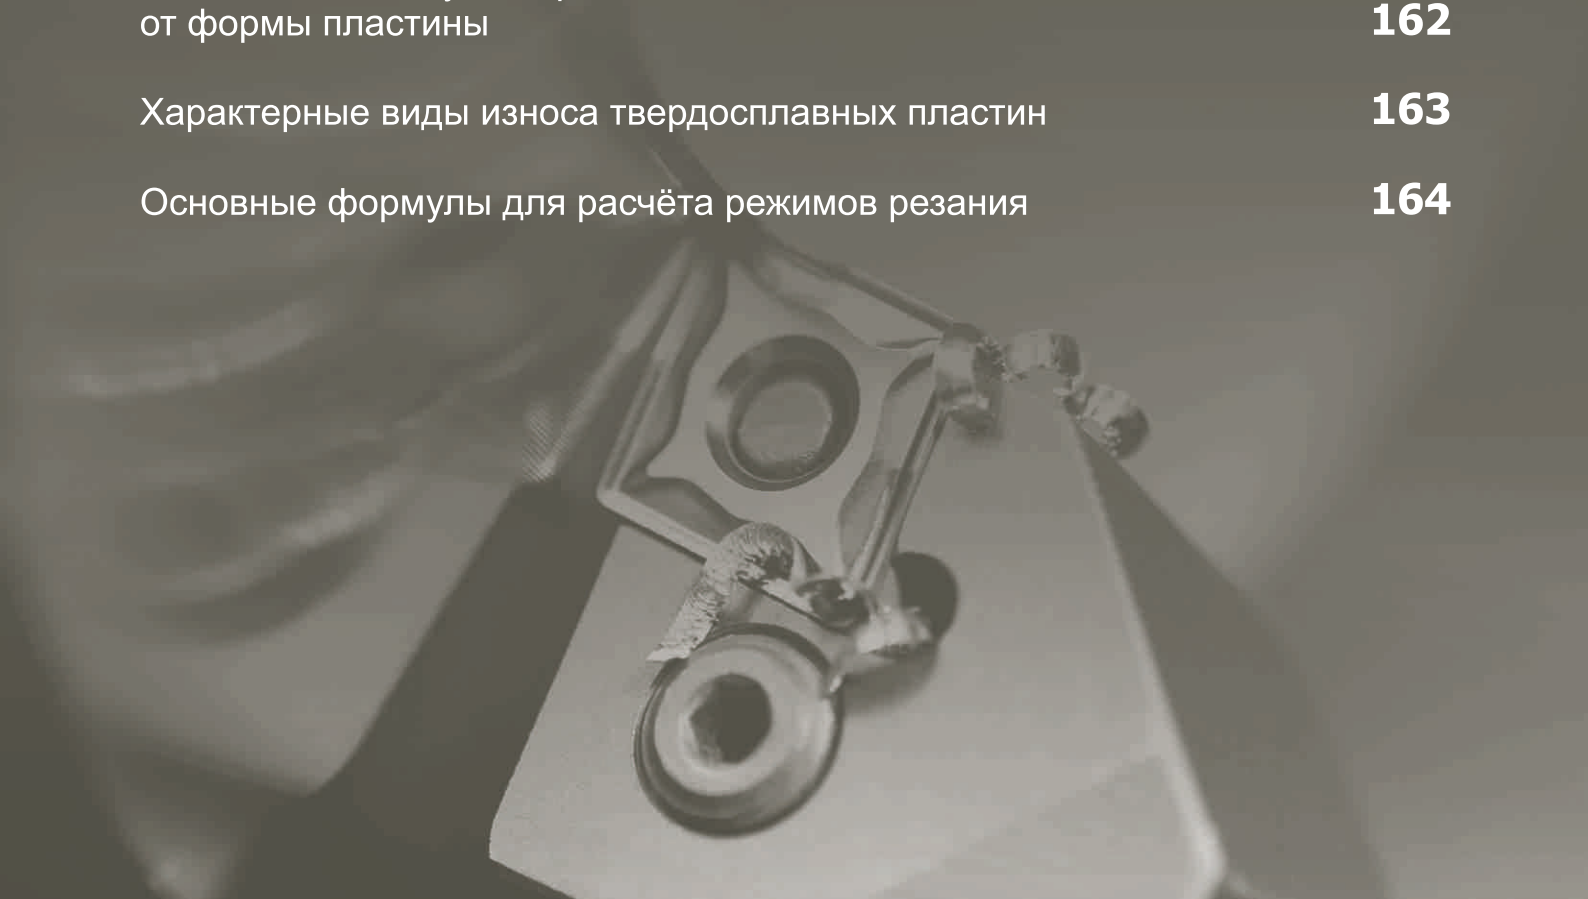 от формы пластины 162
Характерные виды износа твердосплавных пластин 163
Основные формулы для расчёта режимов резания 164